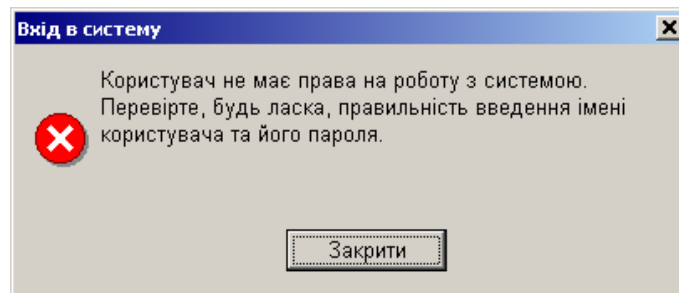 Вхід в систему
Користувач не має права на роботу з системою.
Перевірте, будь ласка, правильність введення імені
користувача та його пароля.
Закрити